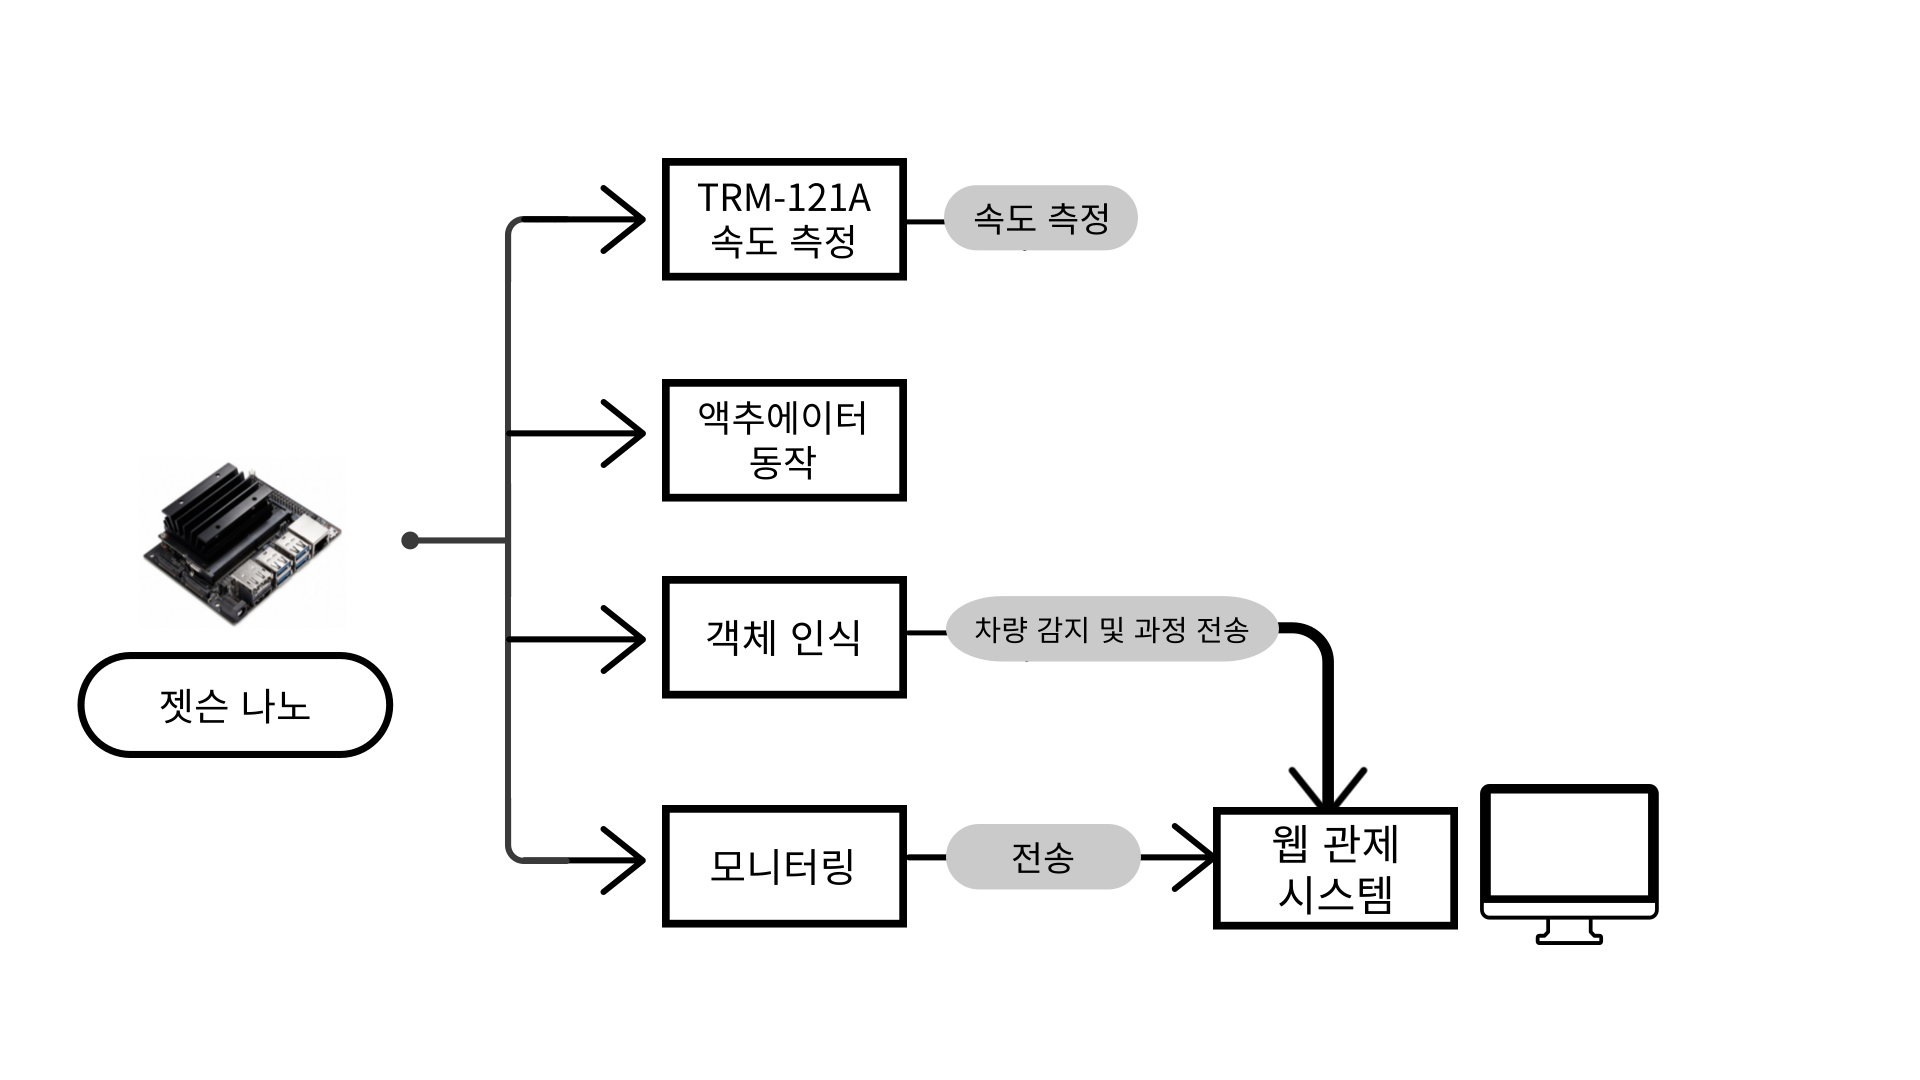 TRM-121A
속도 측정
속도 측정
액추에이터
동작
객체 인식
차량 감지 및 과정 전송
젯슨 나노
모니터링
전송
웹 관제
시스템